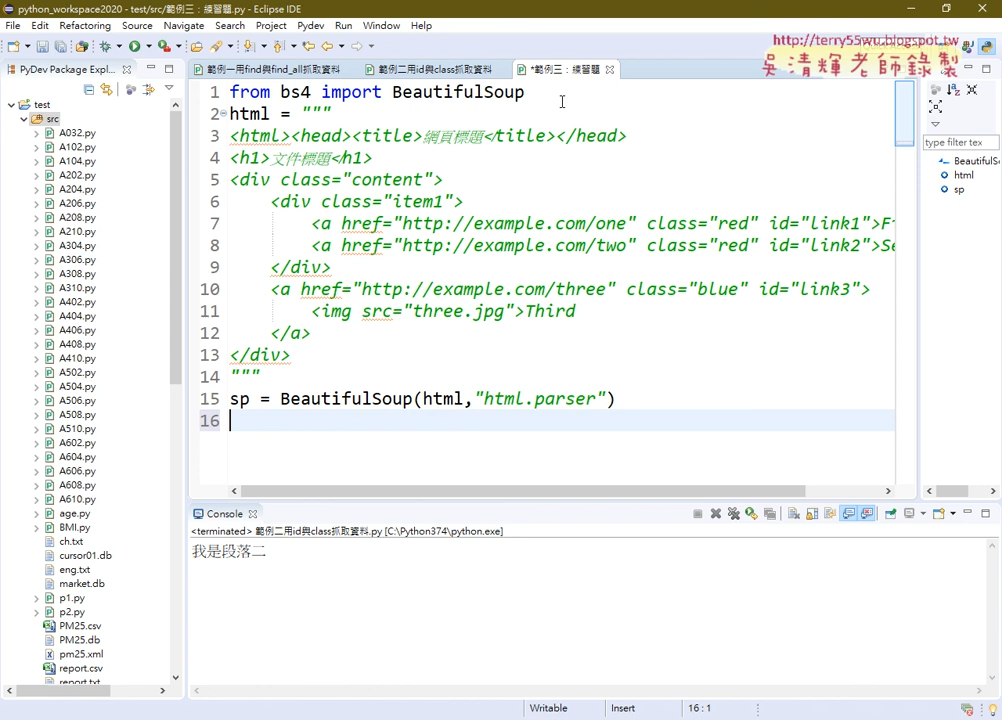 python_workspace2020 - test/src/範例三：練習題.py - Eclipse IDE
File Edit Refactoring Source Navigate Search Project Pydev Run Window Help
http://terry55wu.blogspot.tw
吳清輝老師錄製
PyDev Package Expl...
範例一用find與find_all抓取資料
範例二用id與class抓取資料
*範例三：練習題
test
src
A032.py
A102.py
A104.py
A202.py
A204.py
A206.py
A208.py
A210.py
A304.py
A306.py
A308.py
A310.py
A402.py
A404.py
A406.py
A408.py
A410.py
A502.py
A504.py
A506.py
A508.py
A510.py
A602.py
A604.py
A606.py
A608.py
A610.py
age.py
BMI.py
ch.txt
cursor01.db
eng.txt
market.db
p1.py
p2.py
PM25.csv
PM25.db
pm25.xml
report.csv
report.txt
1 from bs4 import BeautifulSoup
2 html = """
3 <html><head><title>網頁標題</title></head>
4 <h1>文件標題</h1>
5 <div class="content">
6 <div class="item1">
7 <a href="http://example.com/one" class="red" id="link1">F
8 <a href="http://example.com/two" class="red" id="link2">Se
9 </div>
10 <a href="http://example.com/three" class="blue" id="link3">
11 <img src="three.jpg">Third
12 </a>
13 </div>
14 """
15 sp = BeautifulSoup(html,"html.parser")
16
type filter tex
BeautifulS
html
sp
Console
<terminated> 範例二用id與class抓取資料.py [C:\Python374\python.exe]
我是段落二
Writable Insert 16 : 1